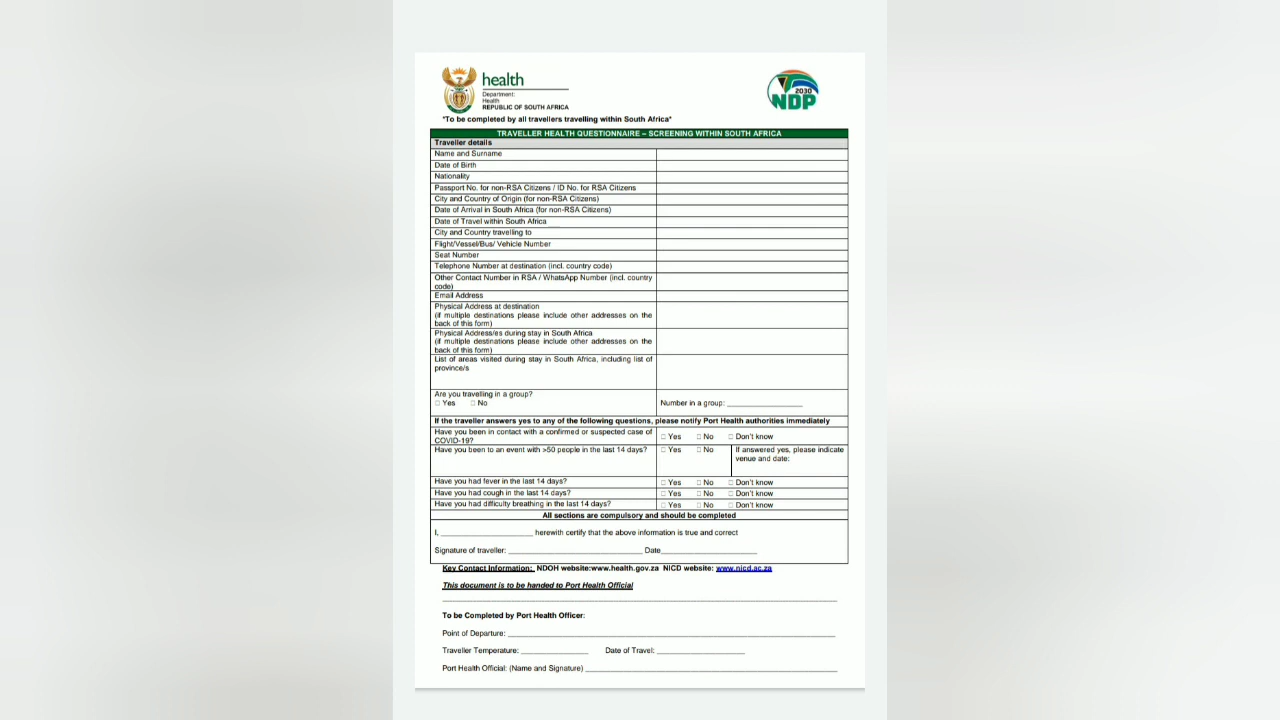 health
Department:
Health
REPUBLIC OF SOUTH AFRICA
2030
NDP
*To be completed by all travellers travelling within South Africa*
TRAVELLER HEALTH QUESTIONNAIRE – SCREENING WITHIN SOUTH AFRICA
Traveller details
Name and Surname
Date of Birth
Nationality
Passport No. for non-RSA Citizens / ID No. for RSA Citizens
City and Country of Origin (for non-RSA Citizens)
Date of Arrival in South Africa (for non-RSA Citizens)
Date of Travel within South Africa
City and Country travelling to
Flight/Vessel/Bus/ Vehicle Number
Seat Number
Telephone Number at destination (incl. country code)
Other Contact Number in RSA / WhatsApp Number (incl. country
code)
Email Address
Physical Address at destination
(if multiple destinations please include other addresses on the
back of this form)
Physical Address/es during stay in South Africa
(if multiple destinations please include other addresses on the
back of this form)
List of areas visited during stay in South Africa, including list of
province/s
Are you travelling in a group?
□ Yes □ No Number in a group: __________________
If the traveller answers yes to any of the following questions, please notify Port Health authorities immediately
Have you been in contact with a confirmed or suspected case of
COVID-19?
□ Yes □ No □ Don't know
Have you been to an event with >50 people in the last 14 days?
□ Yes □ No
If answered yes, please indicate
venue and date:
Have you had fever in the last 14 days? □ Yes □ No □ Don't know
Have you had cough in the last 14 days? □ Yes □ No □ Don't know
Have you had difficulty breathing in the last 14 days? □ Yes □ No □ Don't know
All sections are compulsory and should be completed
I, ______________________ herewith certify that the above information is true and correct
Signature of traveller: ________________________________ Date_______________________
Key Contact Information: NDOH website:www.health.gov.za NICD website: www.nicd.ac.za
This document is to be handed to Port Health Official
To be Completed by Port Health Officer:
Point of Departure: ______________________________
Traveller Temperature: ________________ Date of Travel: _____________________
Port Health Official: (Name and Signature) ______________________________